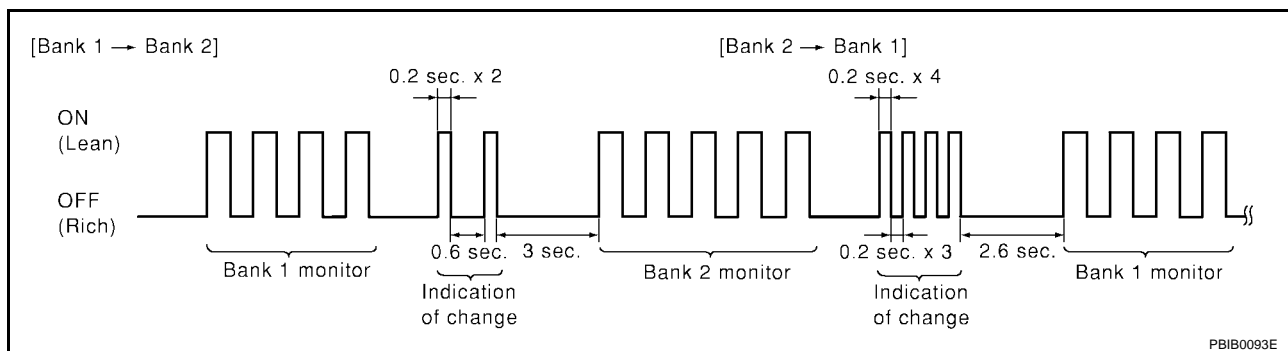 [Bank 1 → Bank 2]
[Bank 2 → Bank 1]
0.2 sec. x 2
0.2 sec. x 4
ON
(Lean)
OFF
(Rich)
0.6 sec.
3 sec.
0.2 sec. x 3
2.6 sec.
Bank 1 monitor
Indication
of change
Bank 2 monitor
Indication
of change
Bank 1 monitor
PBIB0093E